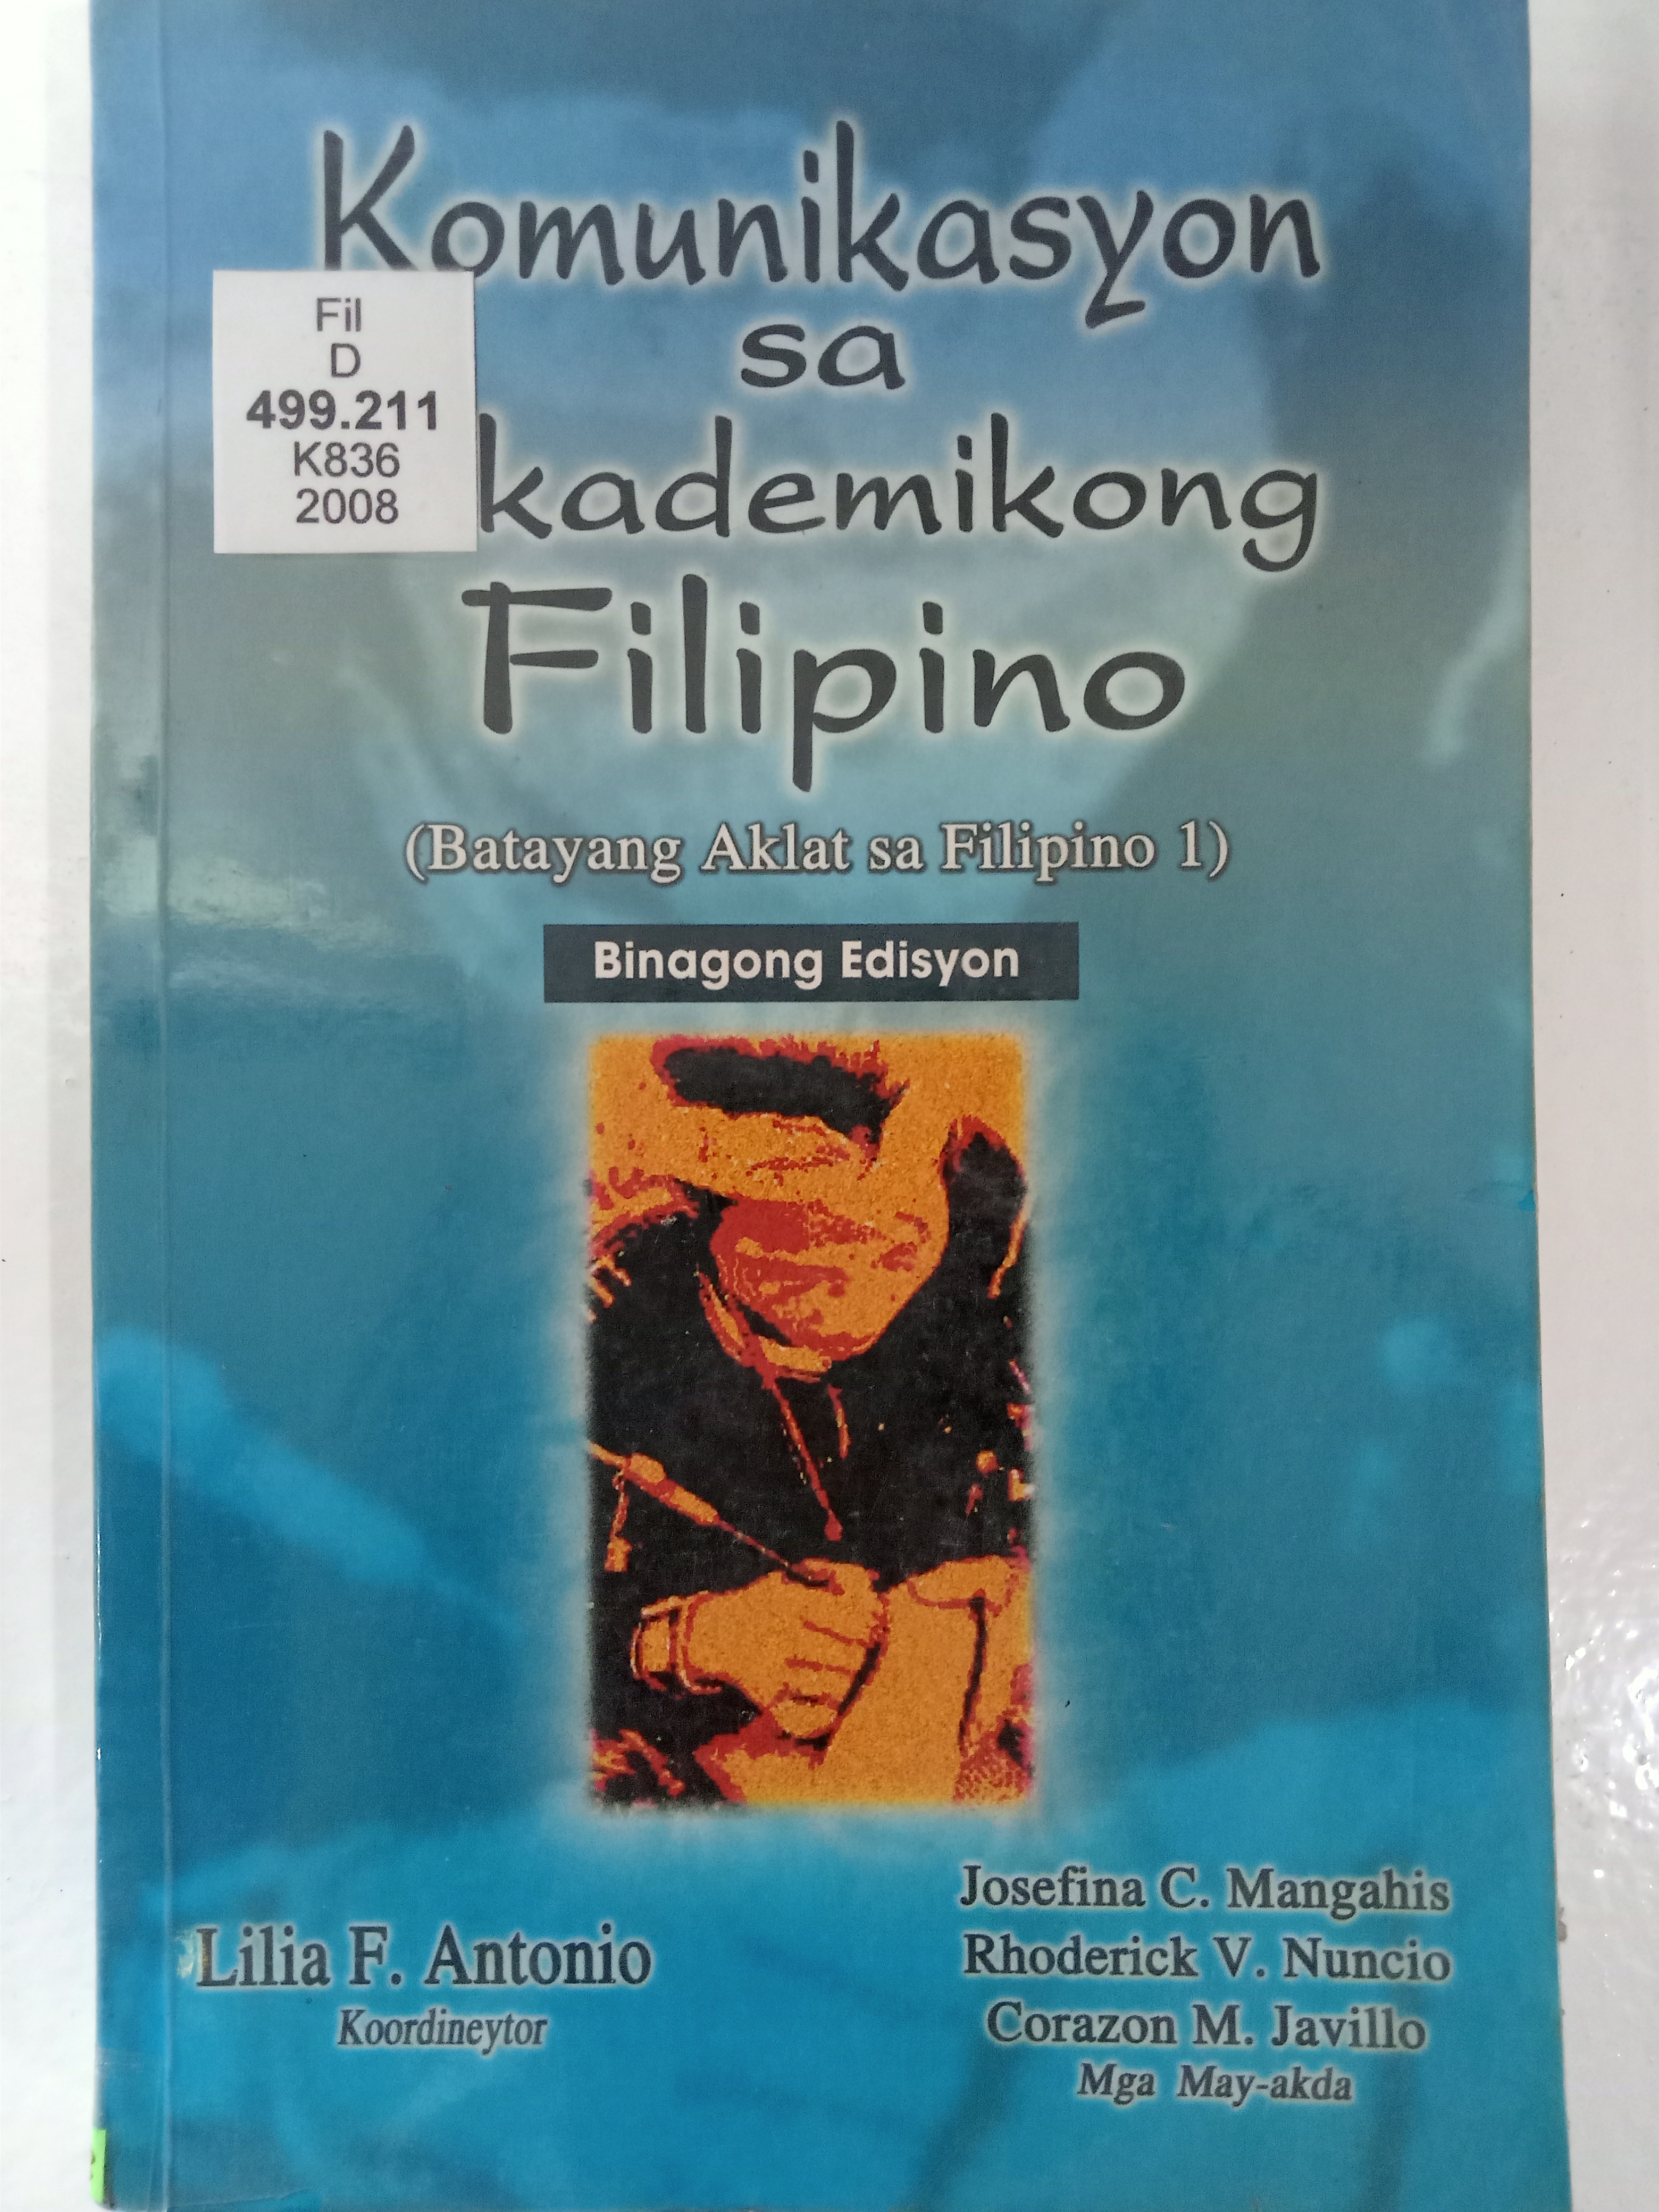 Komunikasyon
sa
kademikong
Filipino
Fil
D
499.211
K836
2008
(Batayang Aklat sa Filipino 1)
Binagong Edisyon
Lilia F. Antonio
Koordineytor
Josefina C. Mangahis
Rhoderick V. Nuncio
Corazon M. Javillo
Mga May-akda